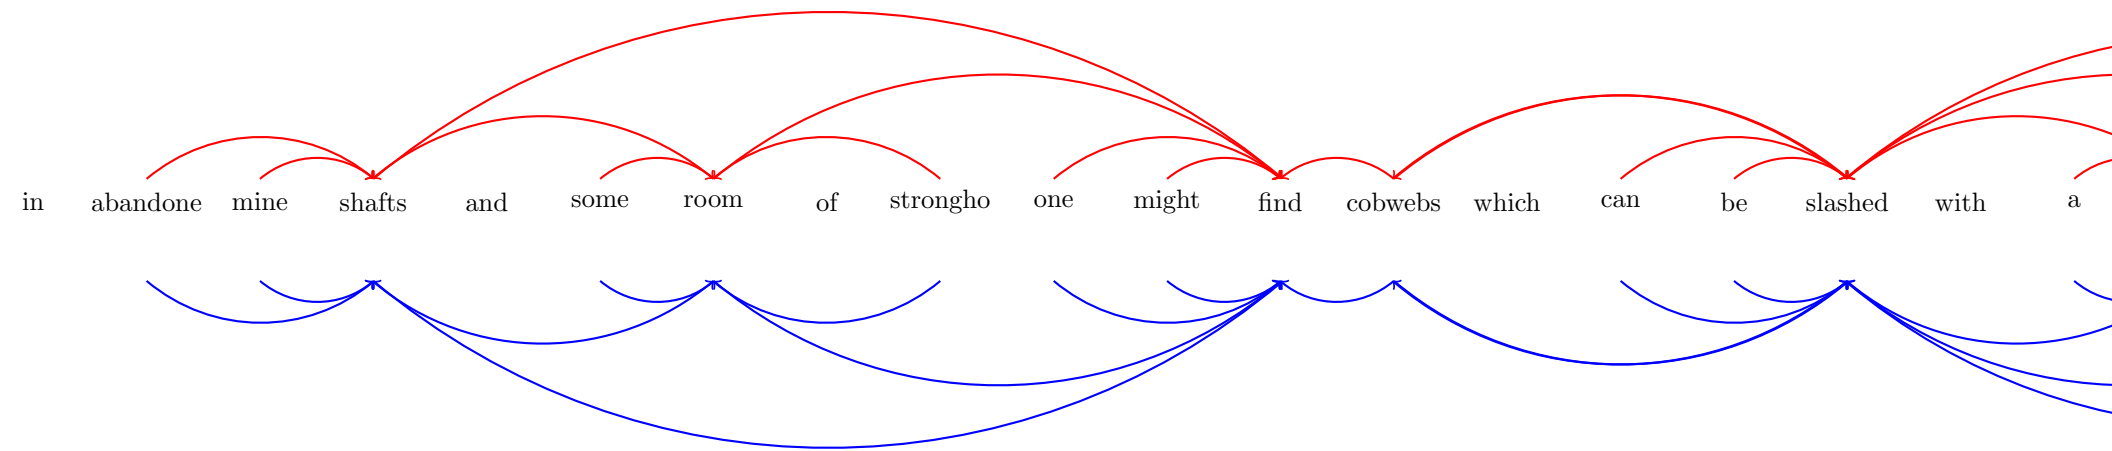 in abandone mine shafts and some room of strongho one might find cobwebs which can be slashed with a